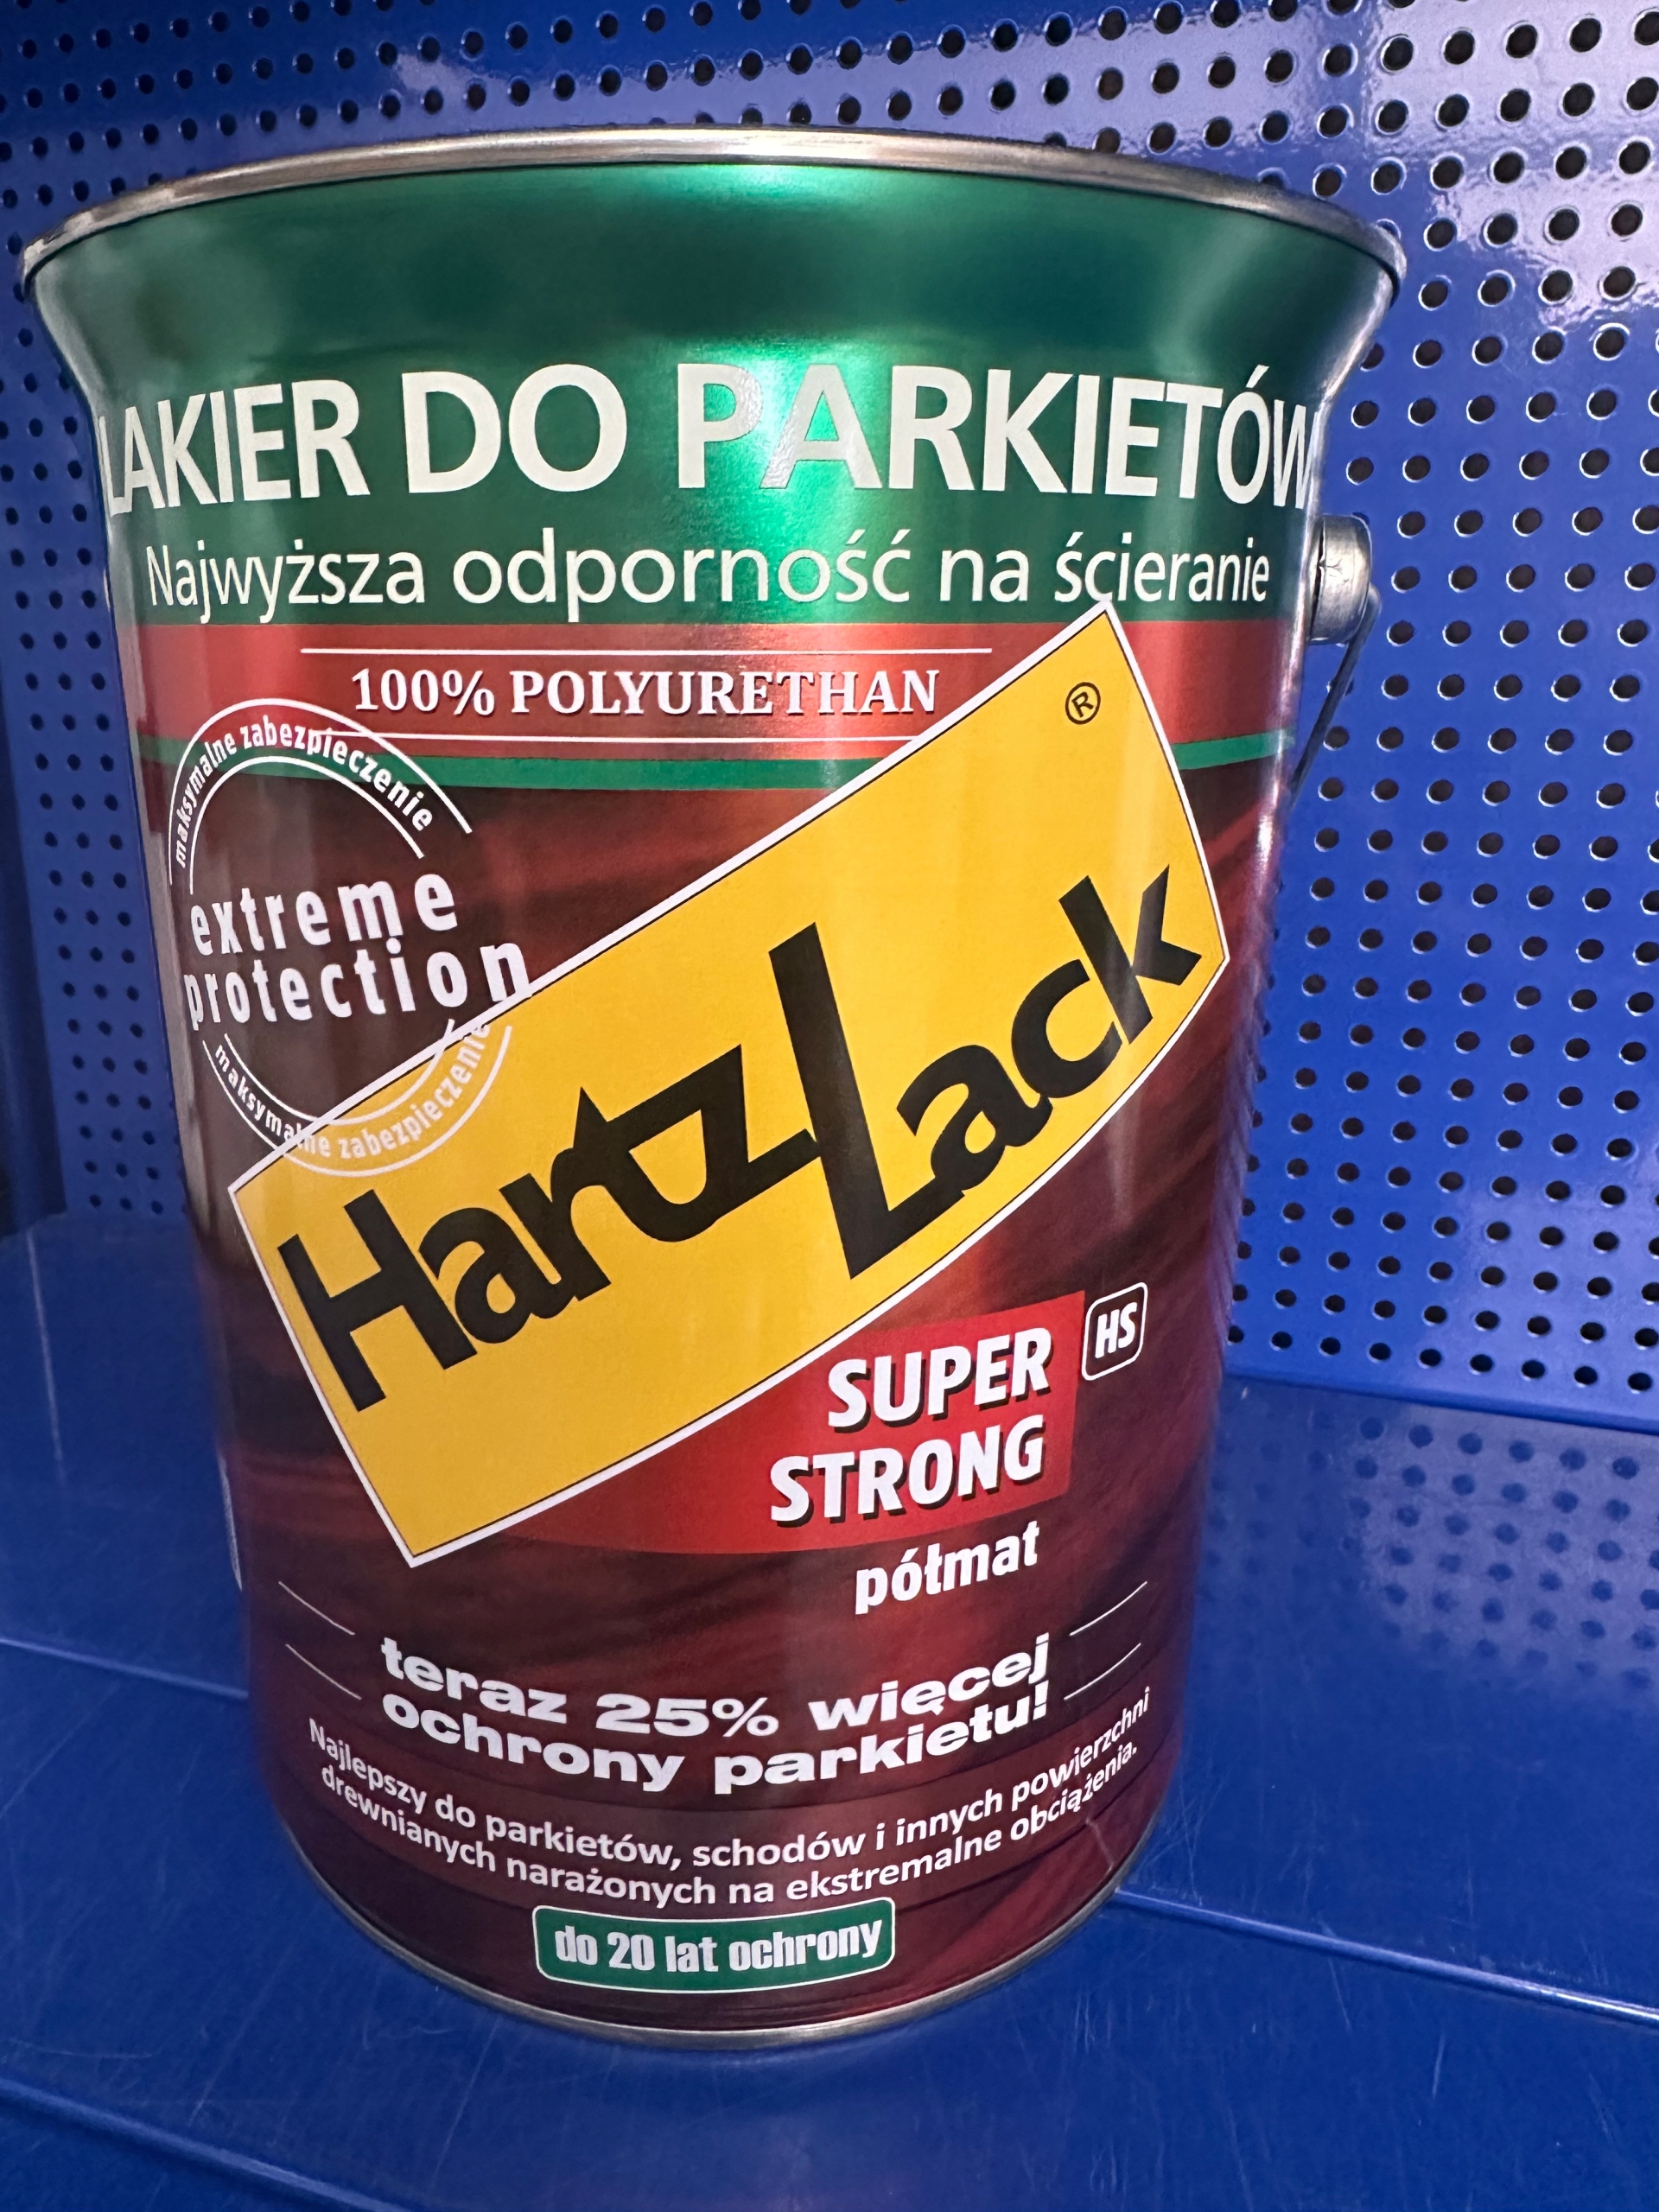 LAKIER DO PARKIETÓW
Najwyższa odporność na ścieranie
100% POLYURETHAN
®
maksymalne zabezpieczenie
extreme
protection
maksymalne zabezpieczenie
HartzLack
SUPER
STRONG
HS
półmat
teraz 25% więcej
ochrony parkietu!
Najlepszy do parkietów, schodów i innych powierzchni
drewnianych narażonych na ekstremalne obciążenia.
do 20 lat ochrony